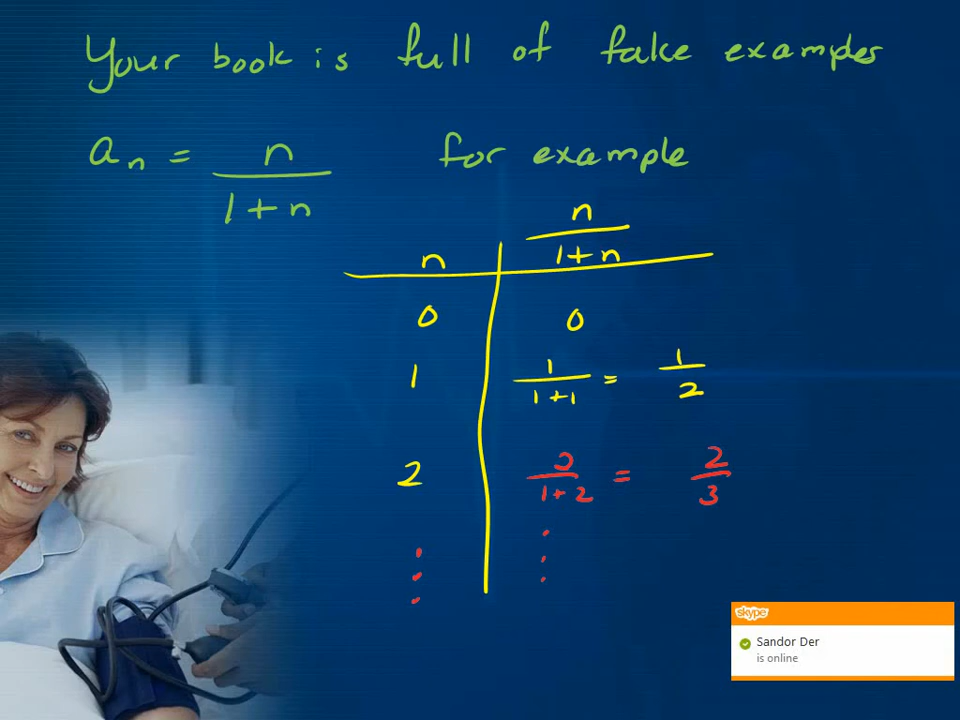 Your book is full of fake examples
aₙ = n / (1 + n) for example
n | n / (1 + n)
0 | 0
1 | 1 / (1 + 1) = 1 / 2
2 | 2 / (1 + 2) = 2 / 3
⋮ | ⋮
skype
Sandor Der
is online